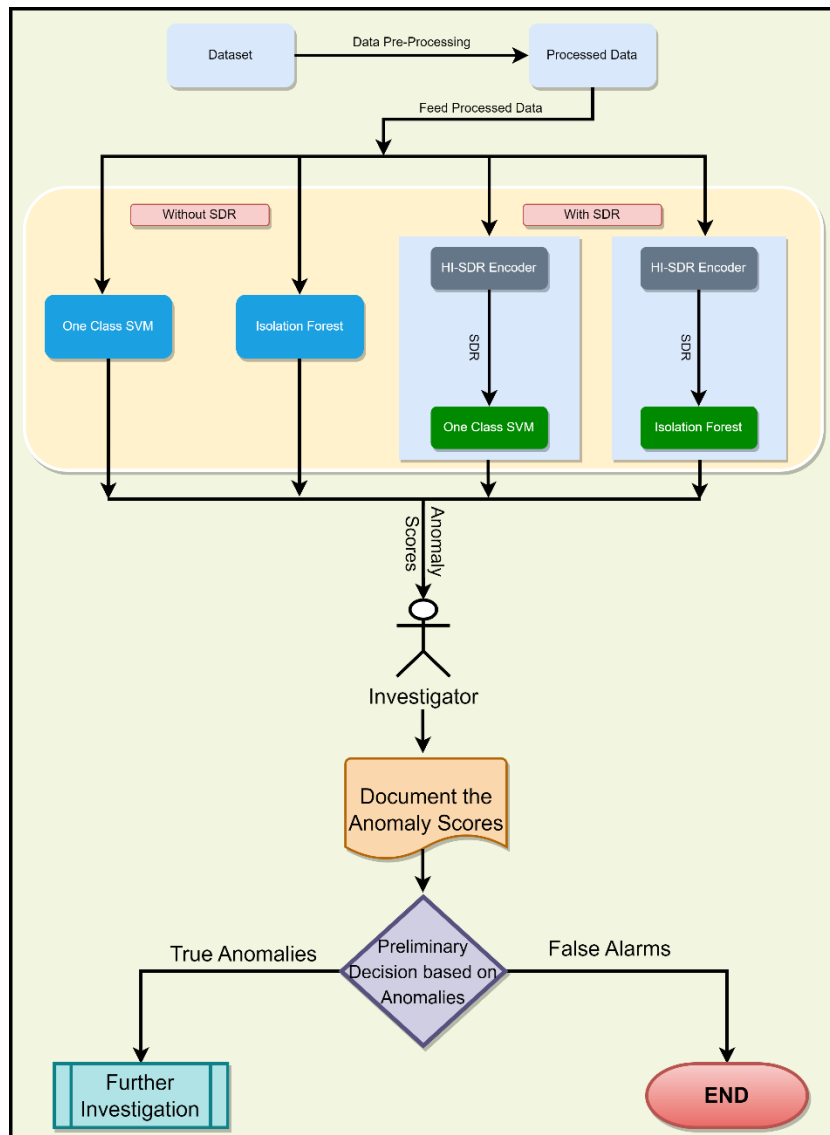 Data Pre-Processing
Dataset
Processed Data
Feed Processed Data
Without SDR
With SDR
HI-SDR Encoder
HI-SDR Encoder
One Class SVM
Isolation Forest
SDR
SDR
One Class SVM
Isolation Forest
Anomaly
Scores
Investigator
Document the
Anomaly Scores
Preliminary
Decision based on
Anomalies
True Anomalies
False Alarms
Further
Investigation
END